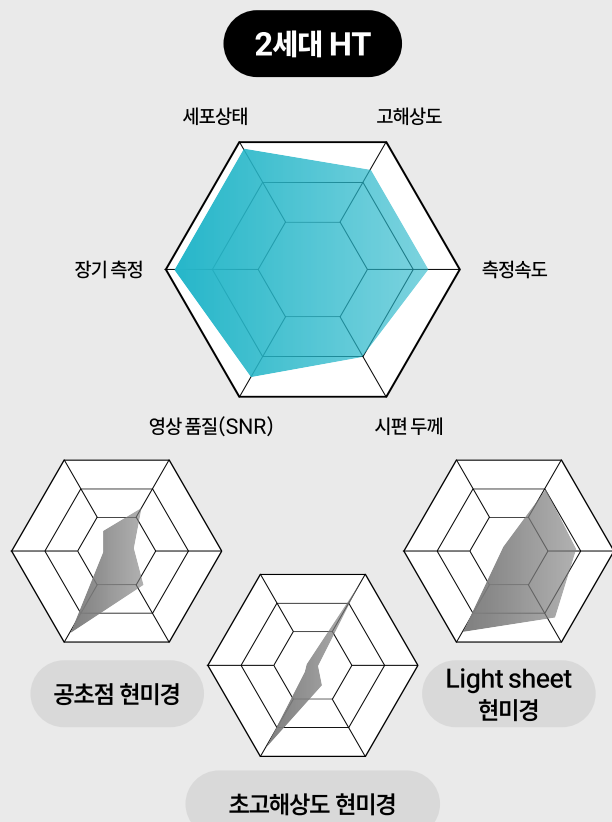 2세대 HT
세포상태
고해상도
장기 측정
측정속도
영상 품질(SNR)
시편 두께
공초점 현미경
Light sheet
현미경
초고해상도 현미경